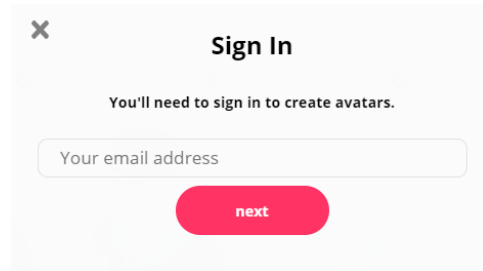 Sign In
You'll need to sign in to create avatars.
Your email address
next